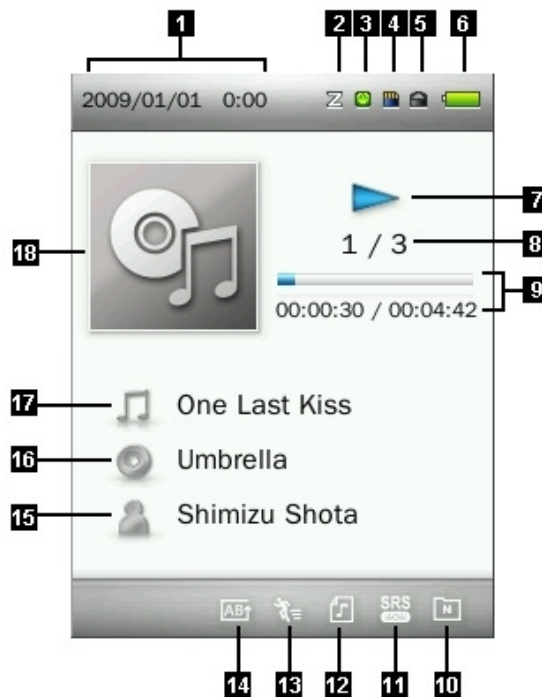 1 2 3 4 5 6
2009/01/01 0:00 Z
7
1 / 3 8
9
00:00:30 / 00:04:42
18
17 One Last Kiss
16 Umbrella
15 Shimizu Shota
AB SRS WOW N
14 13 12 11 10